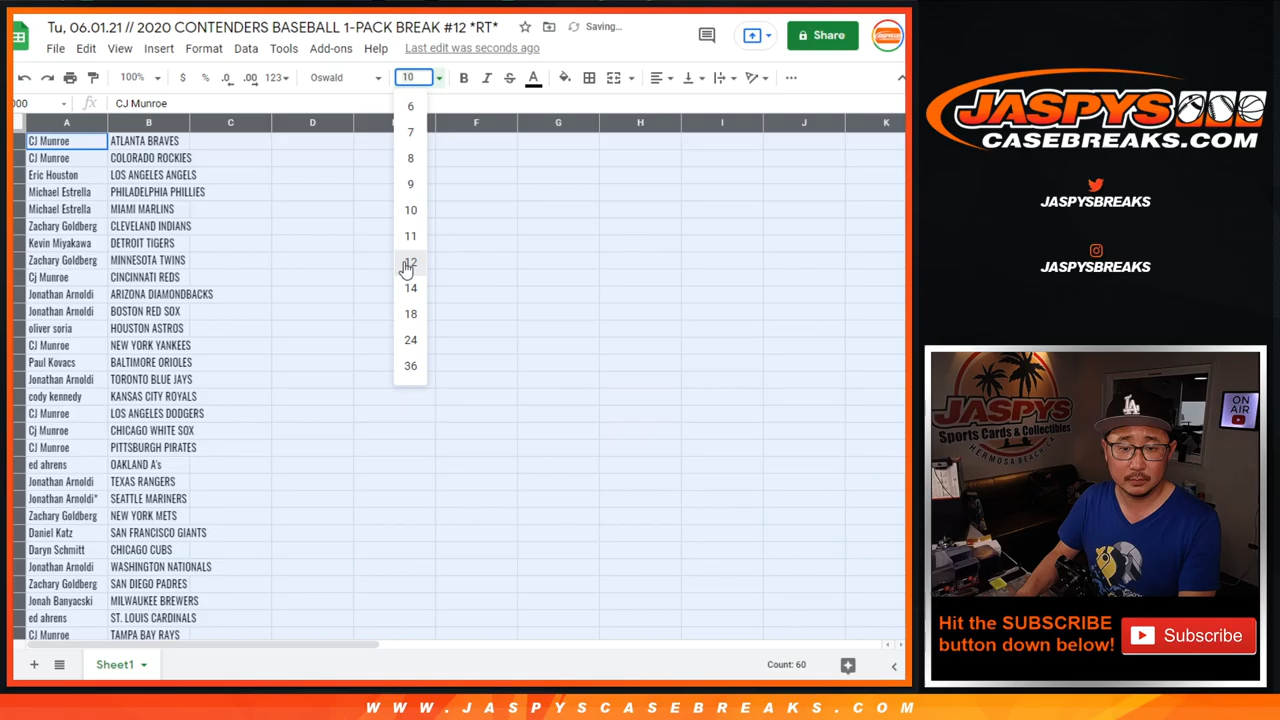 Tu, 06.01.21 // 2020 CONTENDERS BASEBALL 1-PACK BREAK #12 *RT*
Saving...
File Edit View Insert Format Data Tools Add-ons Help Last edit was seconds ago
Share
100% $ % .0 .00 123 Oswald 10 B I S A
000 fx CJ Munroe
A B C D F G H I J K
CJ Munroe ATLANTA BRAVES
CJ Munroe COLORADO ROCKIES
Eric Houston LOS ANGELES ANGELS
Michael Estrella PHILADELPHIA PHILLIES
Michael Estrella MIAMI MARLINS
Zachary Goldberg CLEVELAND INDIANS
Kevin Miyakawa DETROIT TIGERS
Zachary Goldberg MINNESOTA TWINS
Cj Munroe CINCINNATI REDS
Jonathan Arnoldi ARIZONA DIAMONDBACKS
Jonathan Arnoldi BOSTON RED SOX
oliver soria HOUSTON ASTROS
CJ Munroe NEW YORK YANKEES
Paul Kovacs BALTIMORE ORIOLES
Jonathan Arnoldi TORONTO BLUE JAYS
cody kennedy KANSAS CITY ROYALS
CJ Munroe LOS ANGELES DODGERS
Cj Munroe CHICAGO WHITE SOX
CJ Munroe PITTSBURGH PIRATES
ed ahrens OAKLAND A's
Jonathan Arnoldi TEXAS RANGERS
Jonathan Arnoldi* SEATTLE MARINERS
Zachary Goldberg NEW YORK METS
Daniel Katz SAN FRANCISCO GIANTS
Daryn Schmitt CHICAGO CUBS
Jonathan Arnoldi WASHINGTON NATIONALS
Zachary Goldberg SAN DIEGO PADRES
Jonah Banyacski MILWAUKEE BREWERS
ed ahrens ST. LOUIS CARDINALS
CJ Munroe TAMPA BAY RAYS
6
7
8
9
10
11
12
14
18
24
36
Sheet1
Count: 60
JASPYS
CASEBREAKS.COM
JASPYSBREAKS
JASPYSBREAKS
JASPYS
Sports Cards & Collectibles
HERMOSA BEACH, CA
LA
ON
AIR
Hit the SUBSCRIBE
button down below!
Subscribe
WWW.JASPYSCASEBREAKS.COM